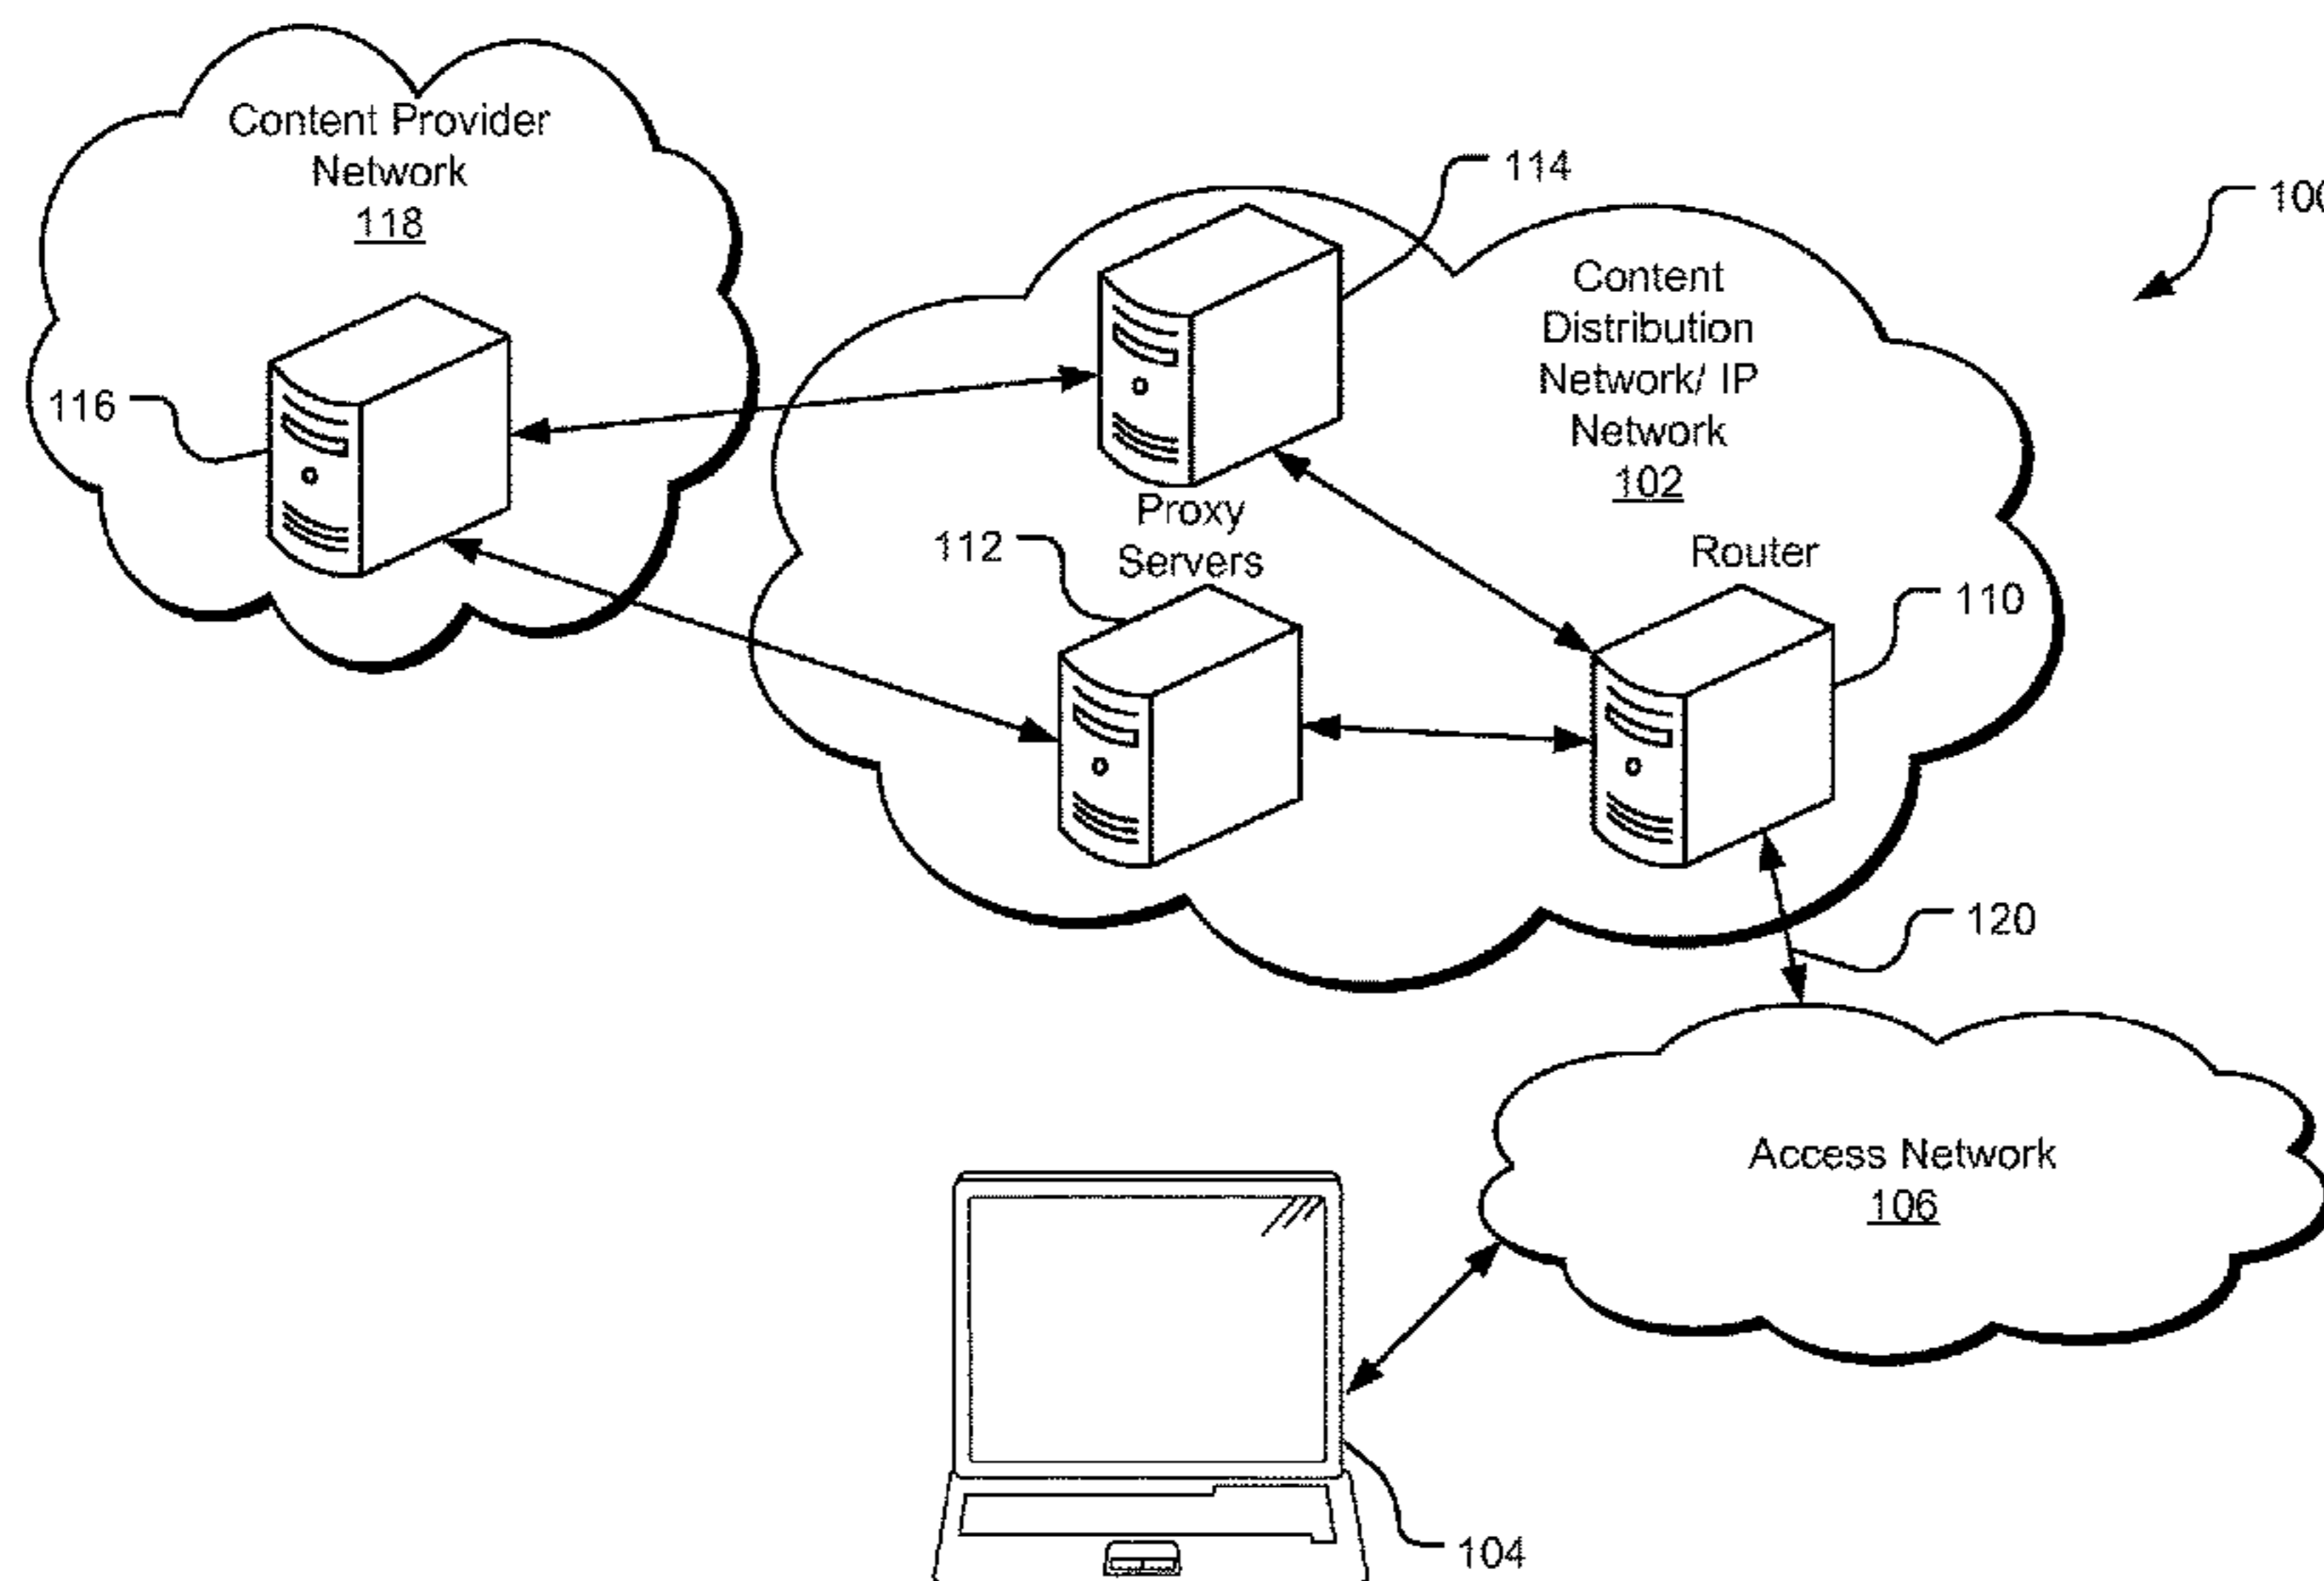 Content Provider
Network
118
114
100
Content
Distribution
Network/ IP
Network
102
116
Proxy
Servers
112
Router
110
120
Access Network
106
104